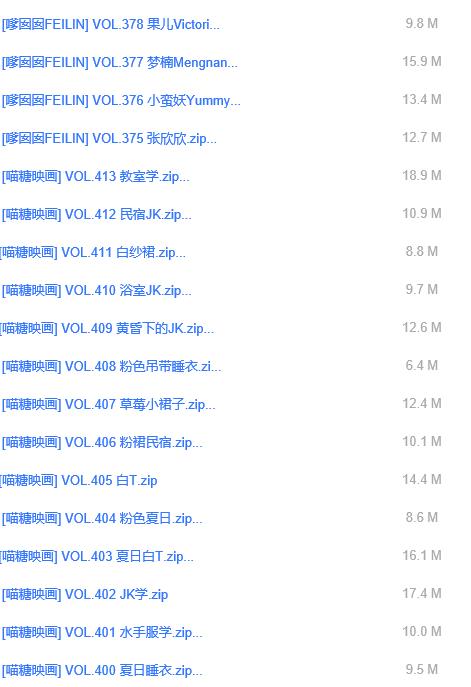 [嗲囡囡FEILIN] VOL.378 果儿Victori... 9.8 M
[嗲囡囡FEILIN] VOL.377 梦楠Mengnan... 15.9 M
[嗲囡囡FEILIN] VOL.376 小蛮妖Yummy... 13.4 M
[嗲囡囡FEILIN] VOL.375 张欣欣.zip... 12.7 M
[喵糖映画] VOL.413 教室学.zip... 18.9 M
[喵糖映画] VOL.412 民宿JK.zip... 10.9 M
[喵糖映画] VOL.411 白纱裙.zip... 8.8 M
[喵糖映画] VOL.410 浴室JK.zip... 9.7 M
[喵糖映画] VOL.409 黄昏下的JK.zip... 12.6 M
[喵糖映画] VOL.408 粉色吊带睡衣.zi... 6.4 M
[喵糖映画] VOL.407 草莓小裙子.zip... 12.4 M
[喵糖映画] VOL.406 粉裙民宿.zip... 10.1 M
[喵糖映画] VOL.405 白T.zip 14.4 M
[喵糖映画] VOL.404 粉色夏日.zip... 8.6 M
[喵糖映画] VOL.403 夏日白T.zip... 16.1 M
[喵糖映画] VOL.402 JK学.zip 17.4 M
[喵糖映画] VOL.401 水手服学.zip... 10.0 M
[喵糖映画] VOL.400 夏日睡衣.zip... 9.5 M